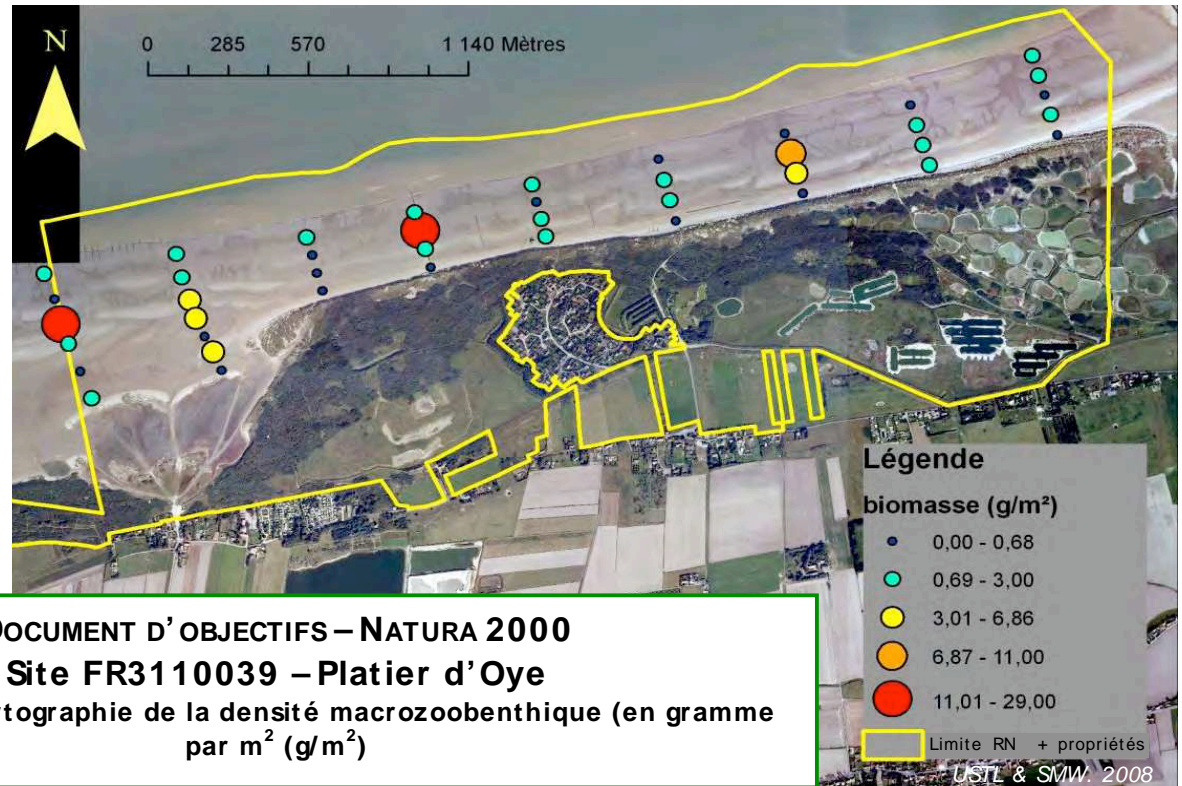 N
0 285 570 1 140 Mètres
Légende
biomasse (g/m²)
0,00 - 0,68
0,69 - 3,00
3,01 - 6,86
6,87 - 11,00
11,01 - 29,00
Limite RN + propriétés
USTL & SMW. 2008
DOCUMENT D'OBJECTIFS – NATURA 2000
Site FR3110039 – Platier d'Oye
rtographie de la densité macrozoobenthique (en gramme
par m² (g/m²)